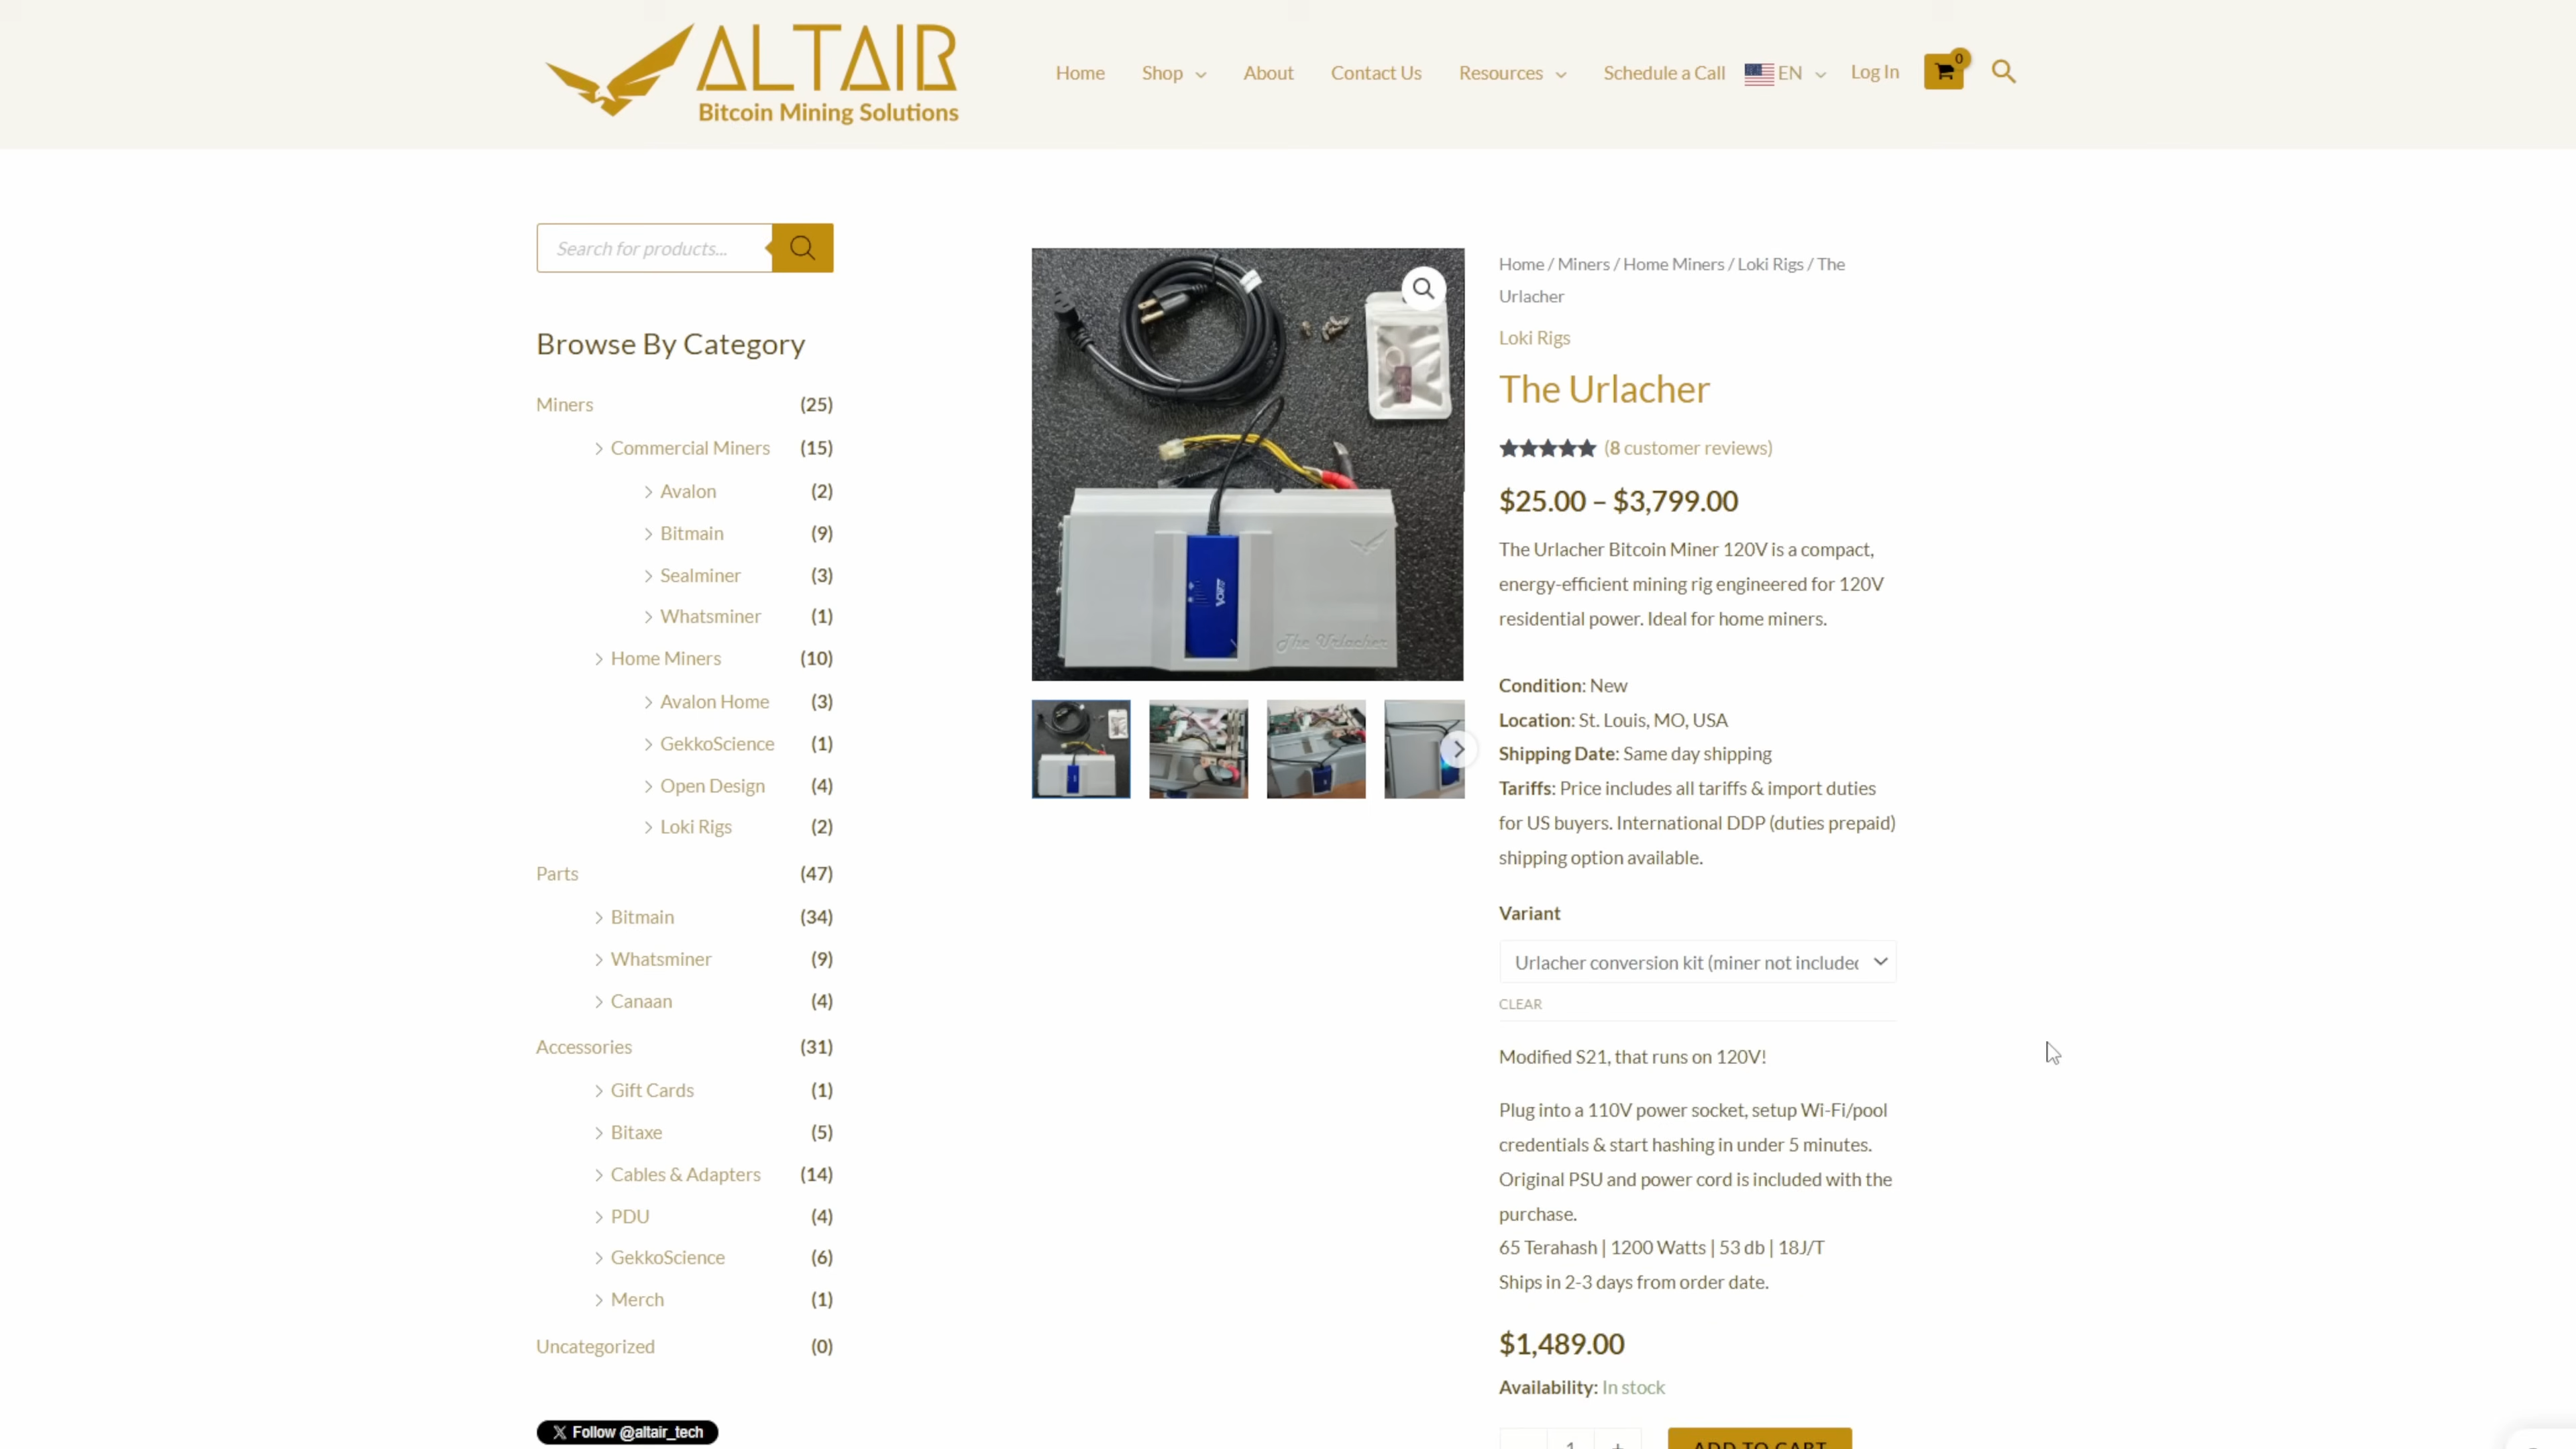 ALTAIR
Bitcoin Mining Solutions
Home
Shop
About
Contact Us
Resources
Schedule a Call
EN
Log In
0
Search for products...
Browse By Category
Miners (25)
Commercial Miners (15)
Avalon (2)
Bitmain (9)
Sealminer (3)
Whatsminer (1)
Home Miners (10)
Avalon Home (3)
GekkoScience (1)
Open Design (4)
Loki Rigs (2)
Parts (47)
Bitmain (34)
Whatsminer (9)
Canaan (4)
Accessories (31)
Gift Cards (1)
Bitaxe (5)
Cables & Adapters (14)
PDU (4)
GekkoScience (6)
Merch (1)
Uncategorized (0)
X Follow @altair_tech
The Urlacher
Home / Miners / Home Miners / Loki Rigs / The
Urlacher
Loki Rigs
The Urlacher
(8 customer reviews)
$25.00 – $3,799.00
The Urlacher Bitcoin Miner 120V is a compact,
energy-efficient mining rig engineered for 120V
residential power. Ideal for home miners.
Condition: New
Location: St. Louis, MO, USA
Shipping Date: Same day shipping
Tariffs: Price includes all tariffs & import duties
for US buyers. International DDP (duties prepaid)
shipping option available.
Variant
Urlacher conversion kit (miner not included
CLEAR
Modified S21, that runs on 120V!
Plug into a 110V power socket, setup Wi-Fi/pool
credentials & start hashing in under 5 minutes.
Original PSU and power cord is included with the
purchase.
65 Terahash | 1200 Watts | 53 db | 18J/T
Ships in 2-3 days from order date.
$1,489.00
Availability: In stock
1 +
ADD TO CART